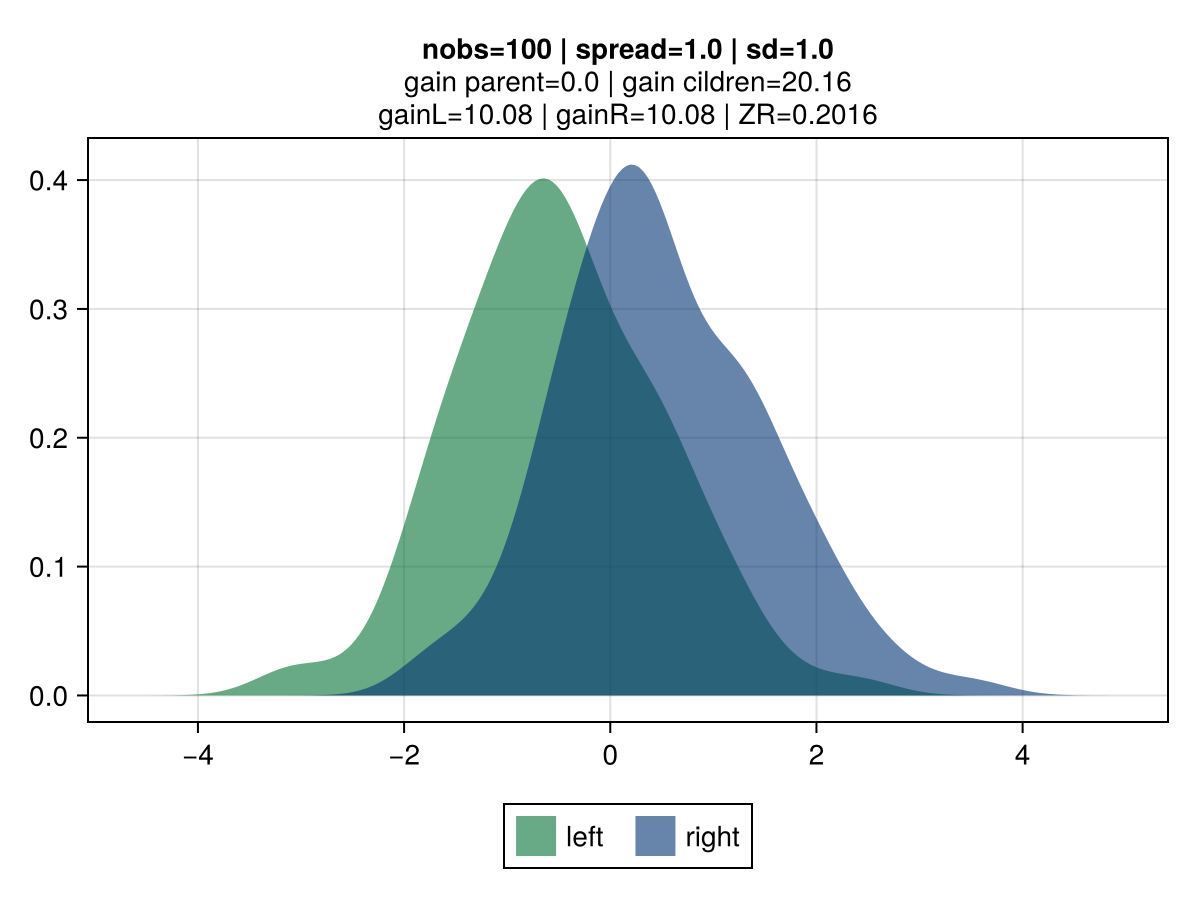 nobs=100 | spread=1.0 | sd=1.0
gain parent=0.0 | gain cildren=20.16
gainL=10.08 | gainR=10.08 | ZR=0.2016
0.4
0.3
0.2
0.1
0.0
−4 −2 0 2 4
left right